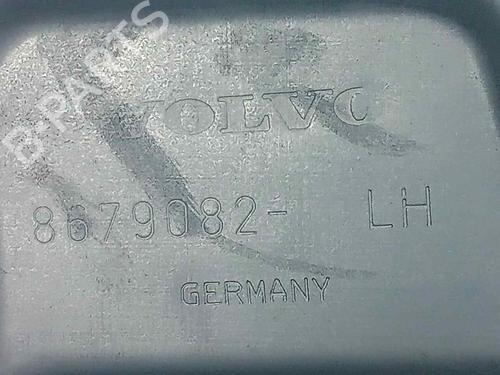 B-PARTS
VOLVO
8679082- LH
GERMANY